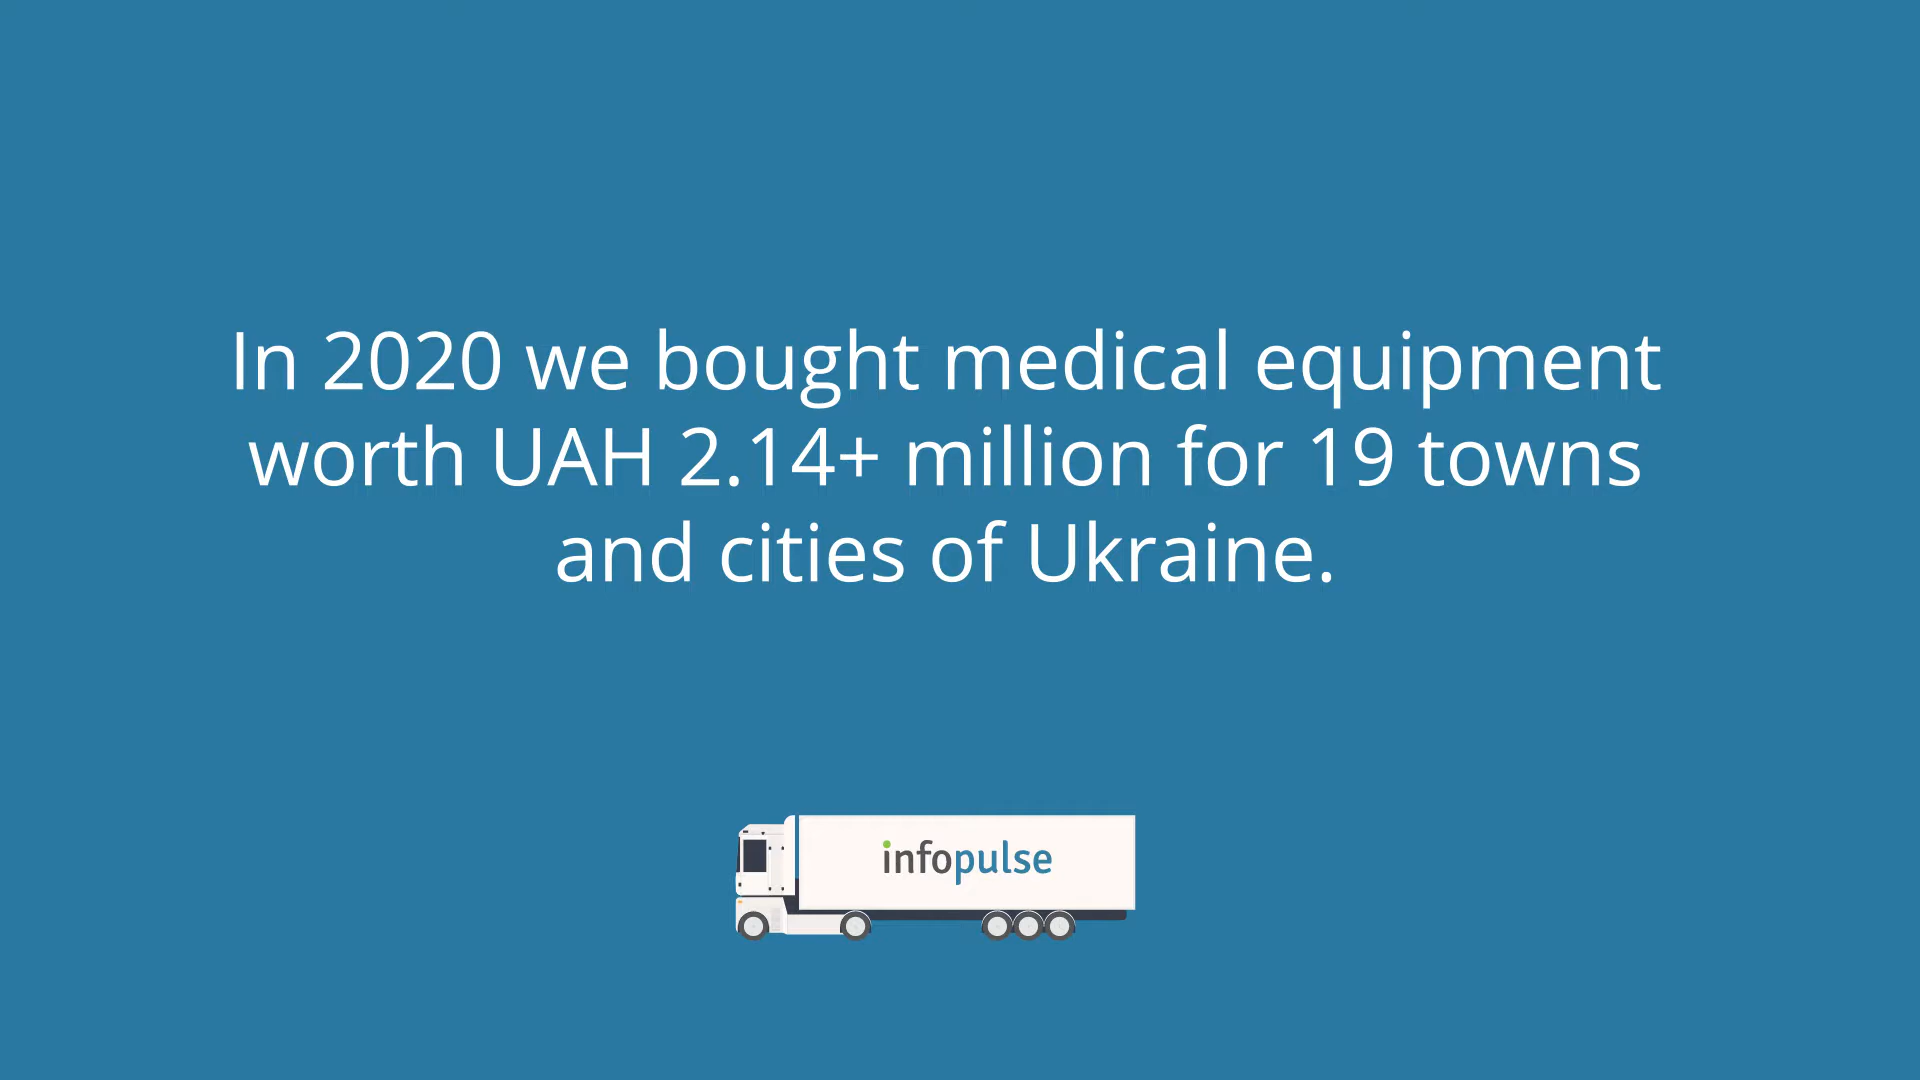 In 2020 we bought medical equipment
worth UAH 2.14+ million for 19 towns
and cities of Ukraine.
infopulse